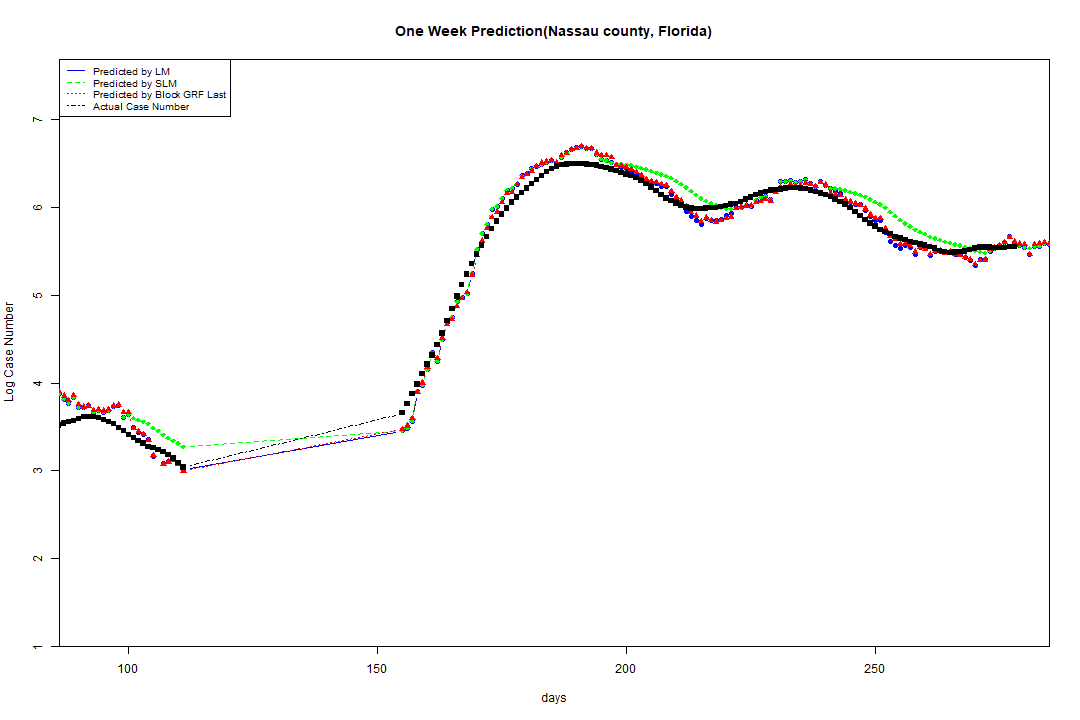 One Week Prediction(Nassau county, Florida)
Predicted by LM
Predicted by SLM
Predicted by Block GRF Last
Actual Case Number
7
6
5
4
3
2
1
Log Case Number
100 150 200 250
days